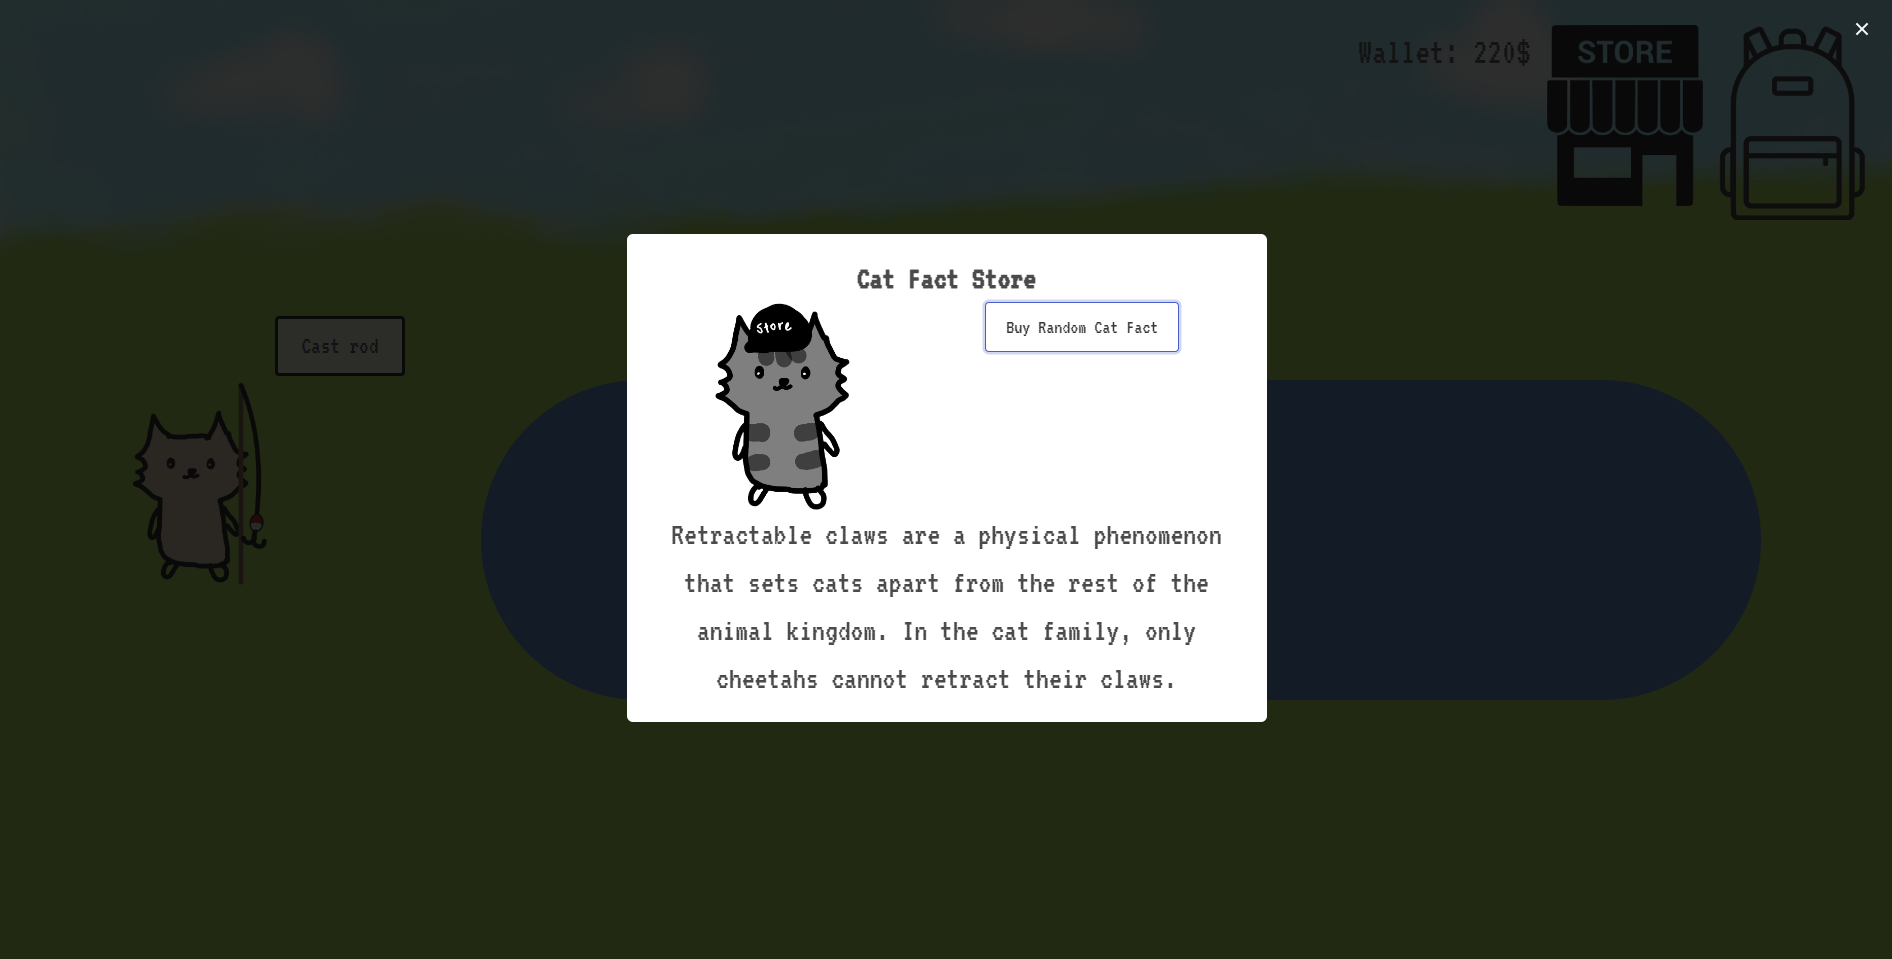 Wallet: 220$
STORE
Cat Fact Store
store
Buy Random Cat Fact
Cast rod
Retractable claws are a physical phenomenon
that sets cats apart from the rest of the
animal kingdom. In the cat family, only
cheetahs cannot retract their claws.